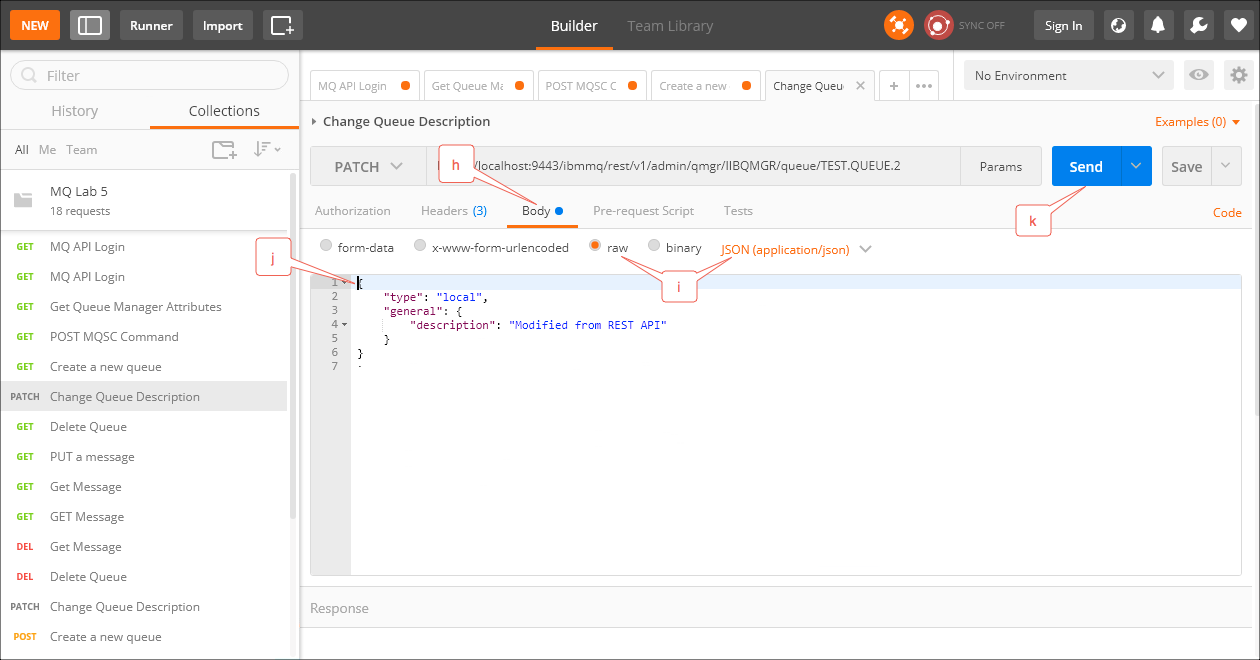 NEW Runner Import Builder Team Library SYNC OFF Sign In
Filter
History Collections
All Me Team
MQ Lab 5
18 requests
GET MQ API Login
GET MQ API Login
GET Get Queue Manager Attributes
GET POST MQSC Command
GET Create a new queue
PATCH Change Queue Description
GET Delete Queue
GET PUT a message
GET Get Message
GET GET Message
DEL Get Message
DEL Delete Queue
PATCH Change Queue Description
POST Create a new queue
MQ API Login Get Queue Ma POST MQSC C Create a new Change Queu + ••• No Environment
Change Queue Description Examples (0)
PATCH /localhost:9443/ibmmq/rest/v1/admin/qmgr/IIBQMGR/queue/TEST.QUEUE.2 Params Send Save
h
k
Authorization Headers (3) Body Pre-request Script Tests Code
form-data x-www-form-urlencoded raw binary JSON (application/json)
j
i
1 {
2 "type": "local",
3 "general": {
4 "description": "Modified from REST API"
5 }
6 }
7
Response